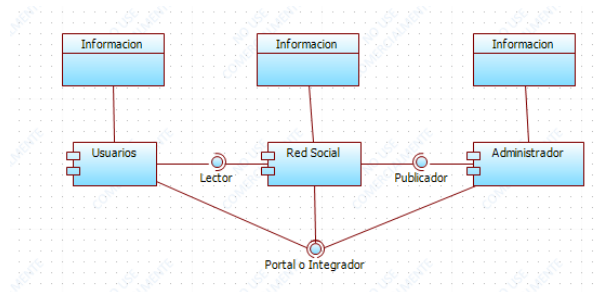 Informacion
Informacion
Informacion
Usuarios
Red Social
Administrador
Lector
Publicador
Portal o Integrador